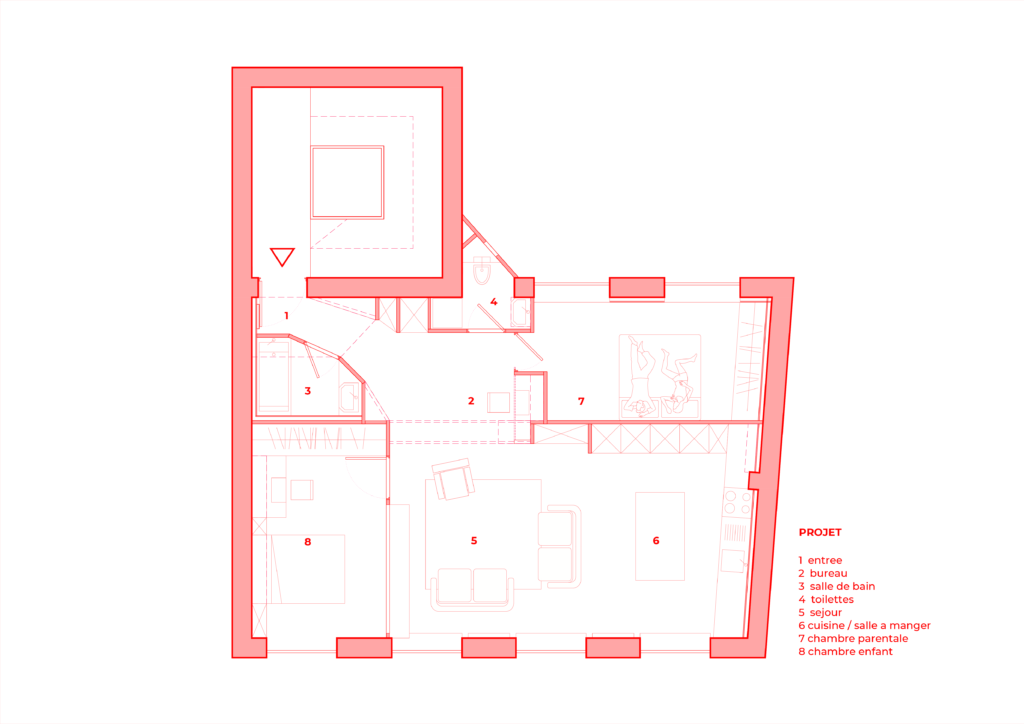 1
4
3
2
7
8
5
6
PROJET
1 entree
2 bureau
3 salle de bain
4 toilettes
5 sejour
6 cuisine / salle a manger
7 chambre parentale
8 chambre enfant